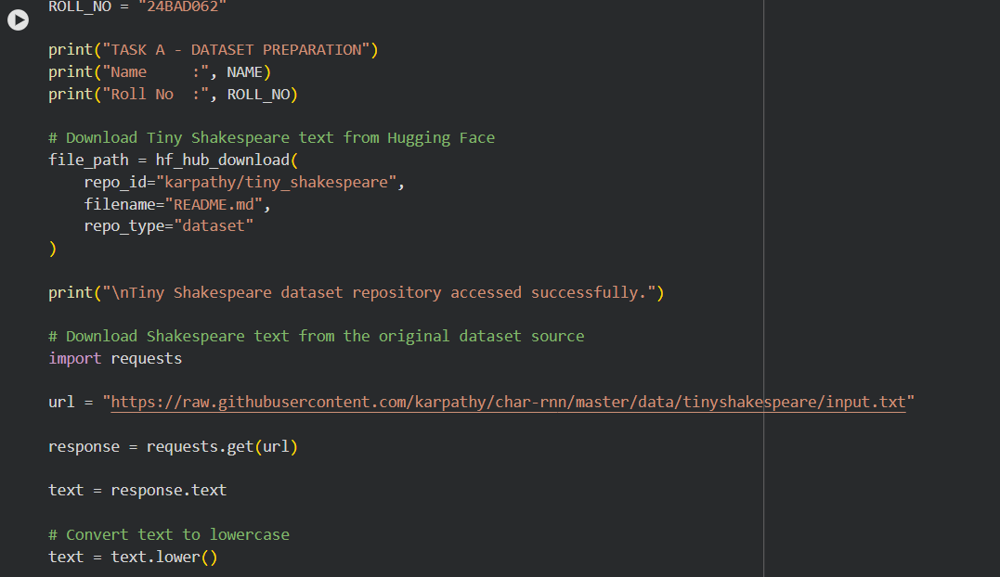 ROLL_NO = "24BAD062"
print("TASK A - DATASET PREPARATION")
print("Name     :", NAME)
print("Roll No  :", ROLL_NO)
# Download Tiny Shakespeare text from Hugging Face
file_path = hf_hub_download(
    repo_id="karpathy/tiny_shakespeare",
    filename="README.md",
    repo_type="dataset"
)
print("\nTiny Shakespeare dataset repository accessed successfully.")
# Download Shakespeare text from the original dataset source
import requests
url = "https://raw.githubusercontent.com/karpathy/char-rnn/master/data/tinyshakespeare/input.txt"
response = requests.get(url)
text = response.text
# Convert text to lowercase
text = text.lower()